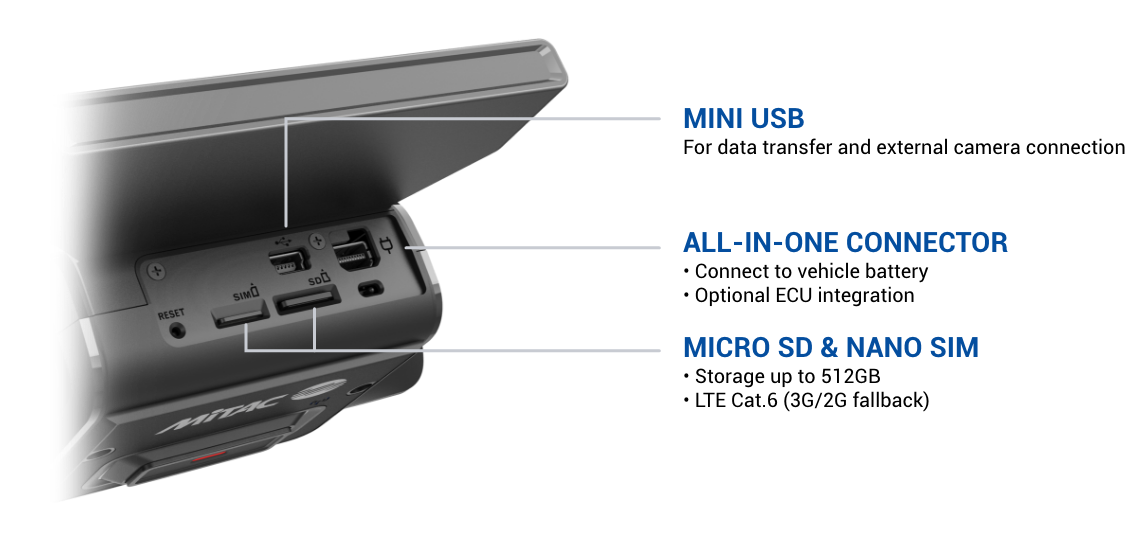 MINI USB
For data transfer and external camera connection
ALL-IN-ONE CONNECTOR
• Connect to vehicle battery
• Optional ECU integration
SD
SIM
RESET
MICRO SD & NANO SIM
• Storage up to 512GB
• LTE Cat.6 (3G/2G fallback)
MiTAC